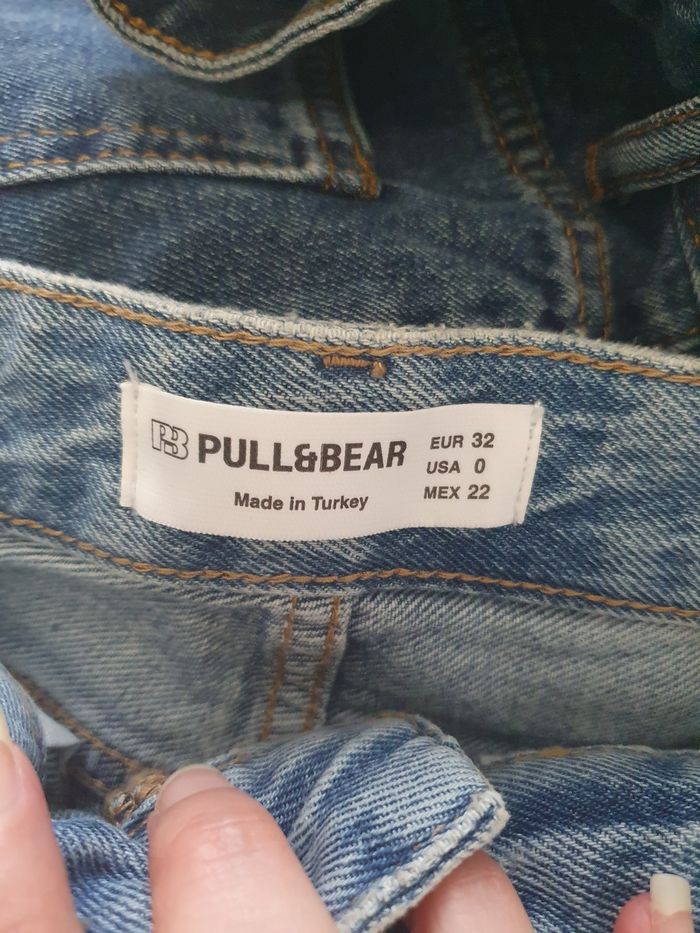 PB PULL&BEAR
Made in Turkey
EUR 32
USA 0
MEX 22